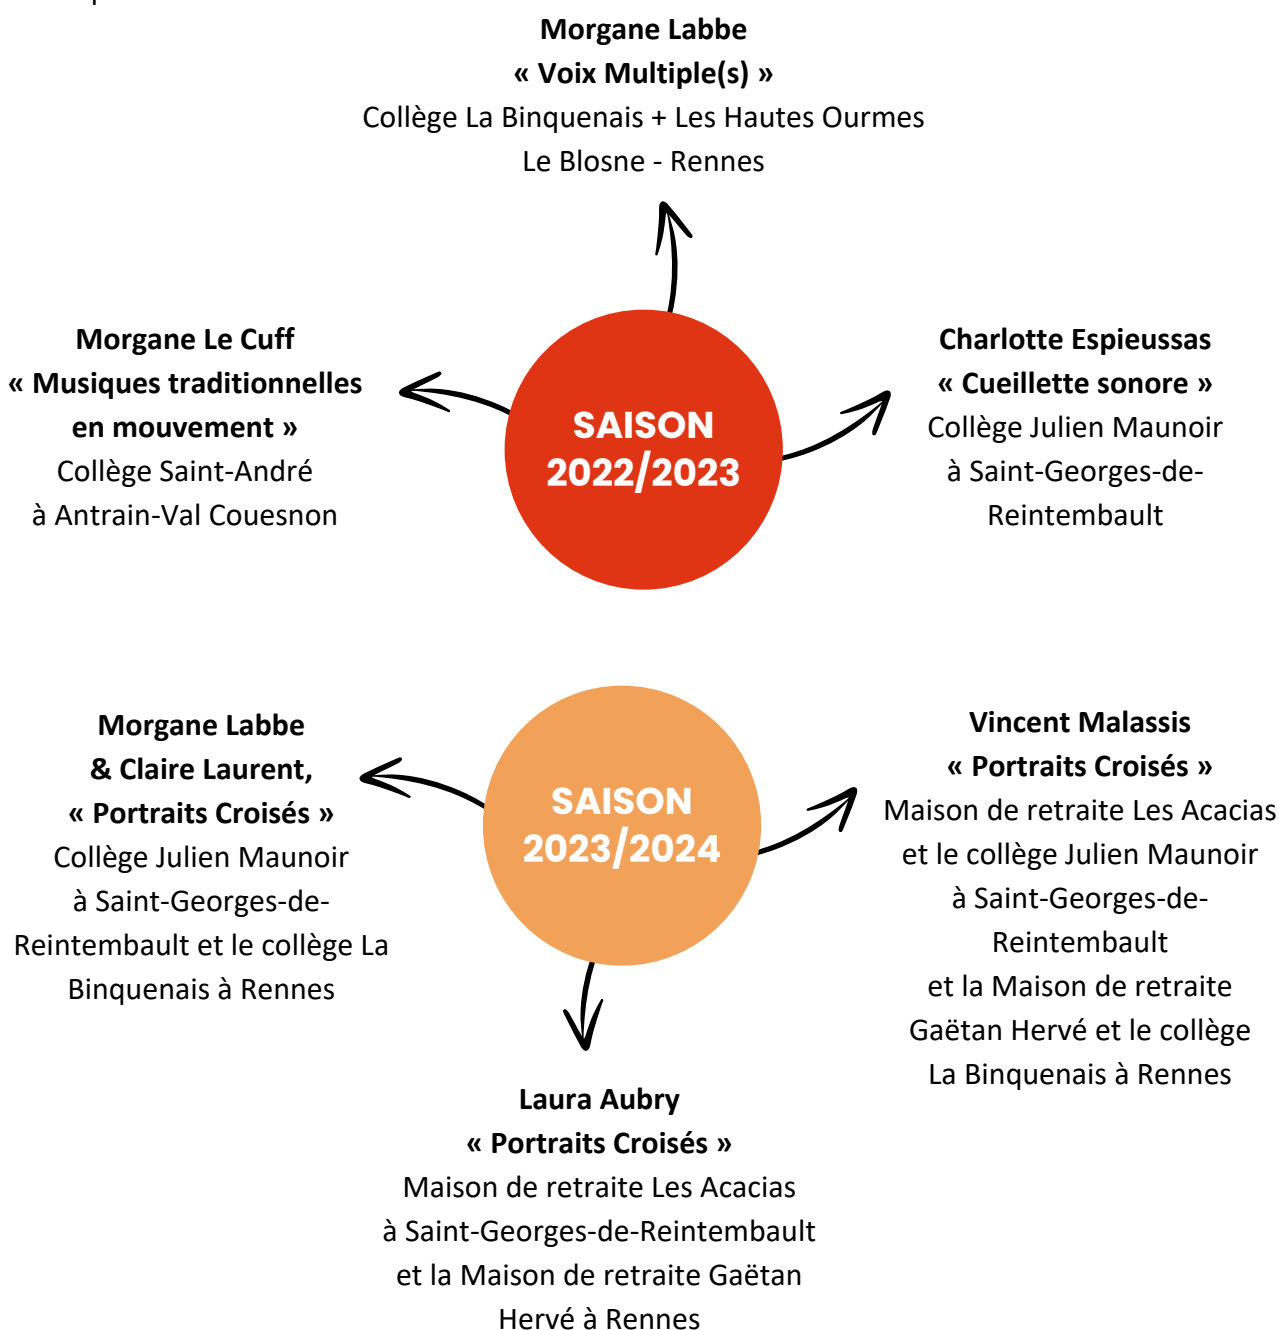 Morgane Labbe
« Voix Multiple(s) »
Collège La Binquenais + Les Hautes Ourmes
Le Blosne - Rennes
Morgane Le Cuff
« Musiques traditionnelles
en mouvement »
Collège Saint-André
à Antrain-Val Couesnon
SAISON
2022/2023
Charlotte Espieussas
« Cueillette sonore »
Collège Julien Maunoir
à Saint-Georges-de-
Reintembault
Morgane Labbe
& Claire Laurent,
« Portraits Croisés »
Collège Julien Maunoir
à Saint-Georges-de-
Reintembault et le collège La
Binquenais à Rennes
SAISON
2023/2024
Vincent Malassis
« Portraits Croisés »
Maison de retraite Les Acacias
et le collège Julien Maunoir
à Saint-Georges-de-
Reintembault
et la Maison de retraite
Gaëtan Hervé et le collège
La Binquenais à Rennes
Laura Aubry
« Portraits Croisés »
Maison de retraite Les Acacias
à Saint-Georges-de-Reintembault
et la Maison de retraite Gaëtan
Hervé à Rennes